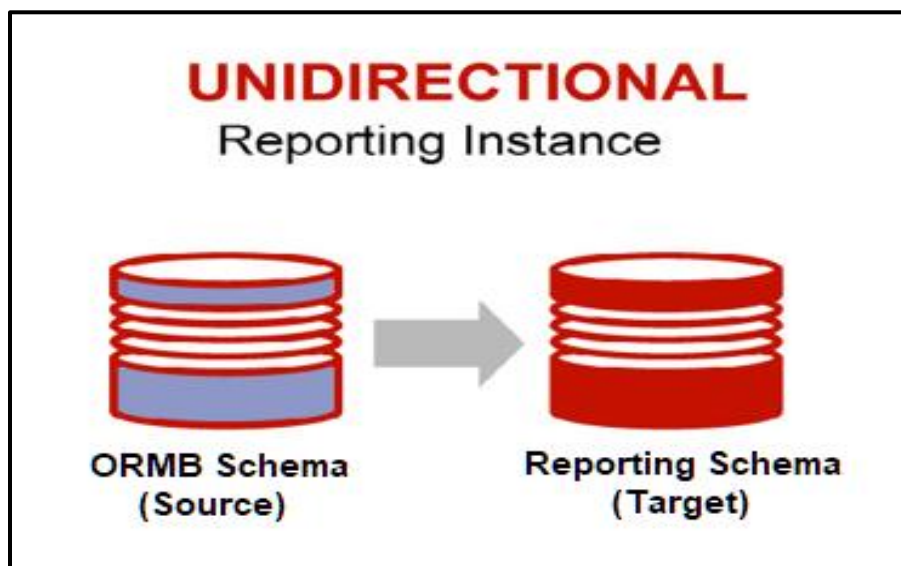 UNIDIRECTIONAL
Reporting Instance
ORMB Schema
(Source)
Reporting Schema
(Target)